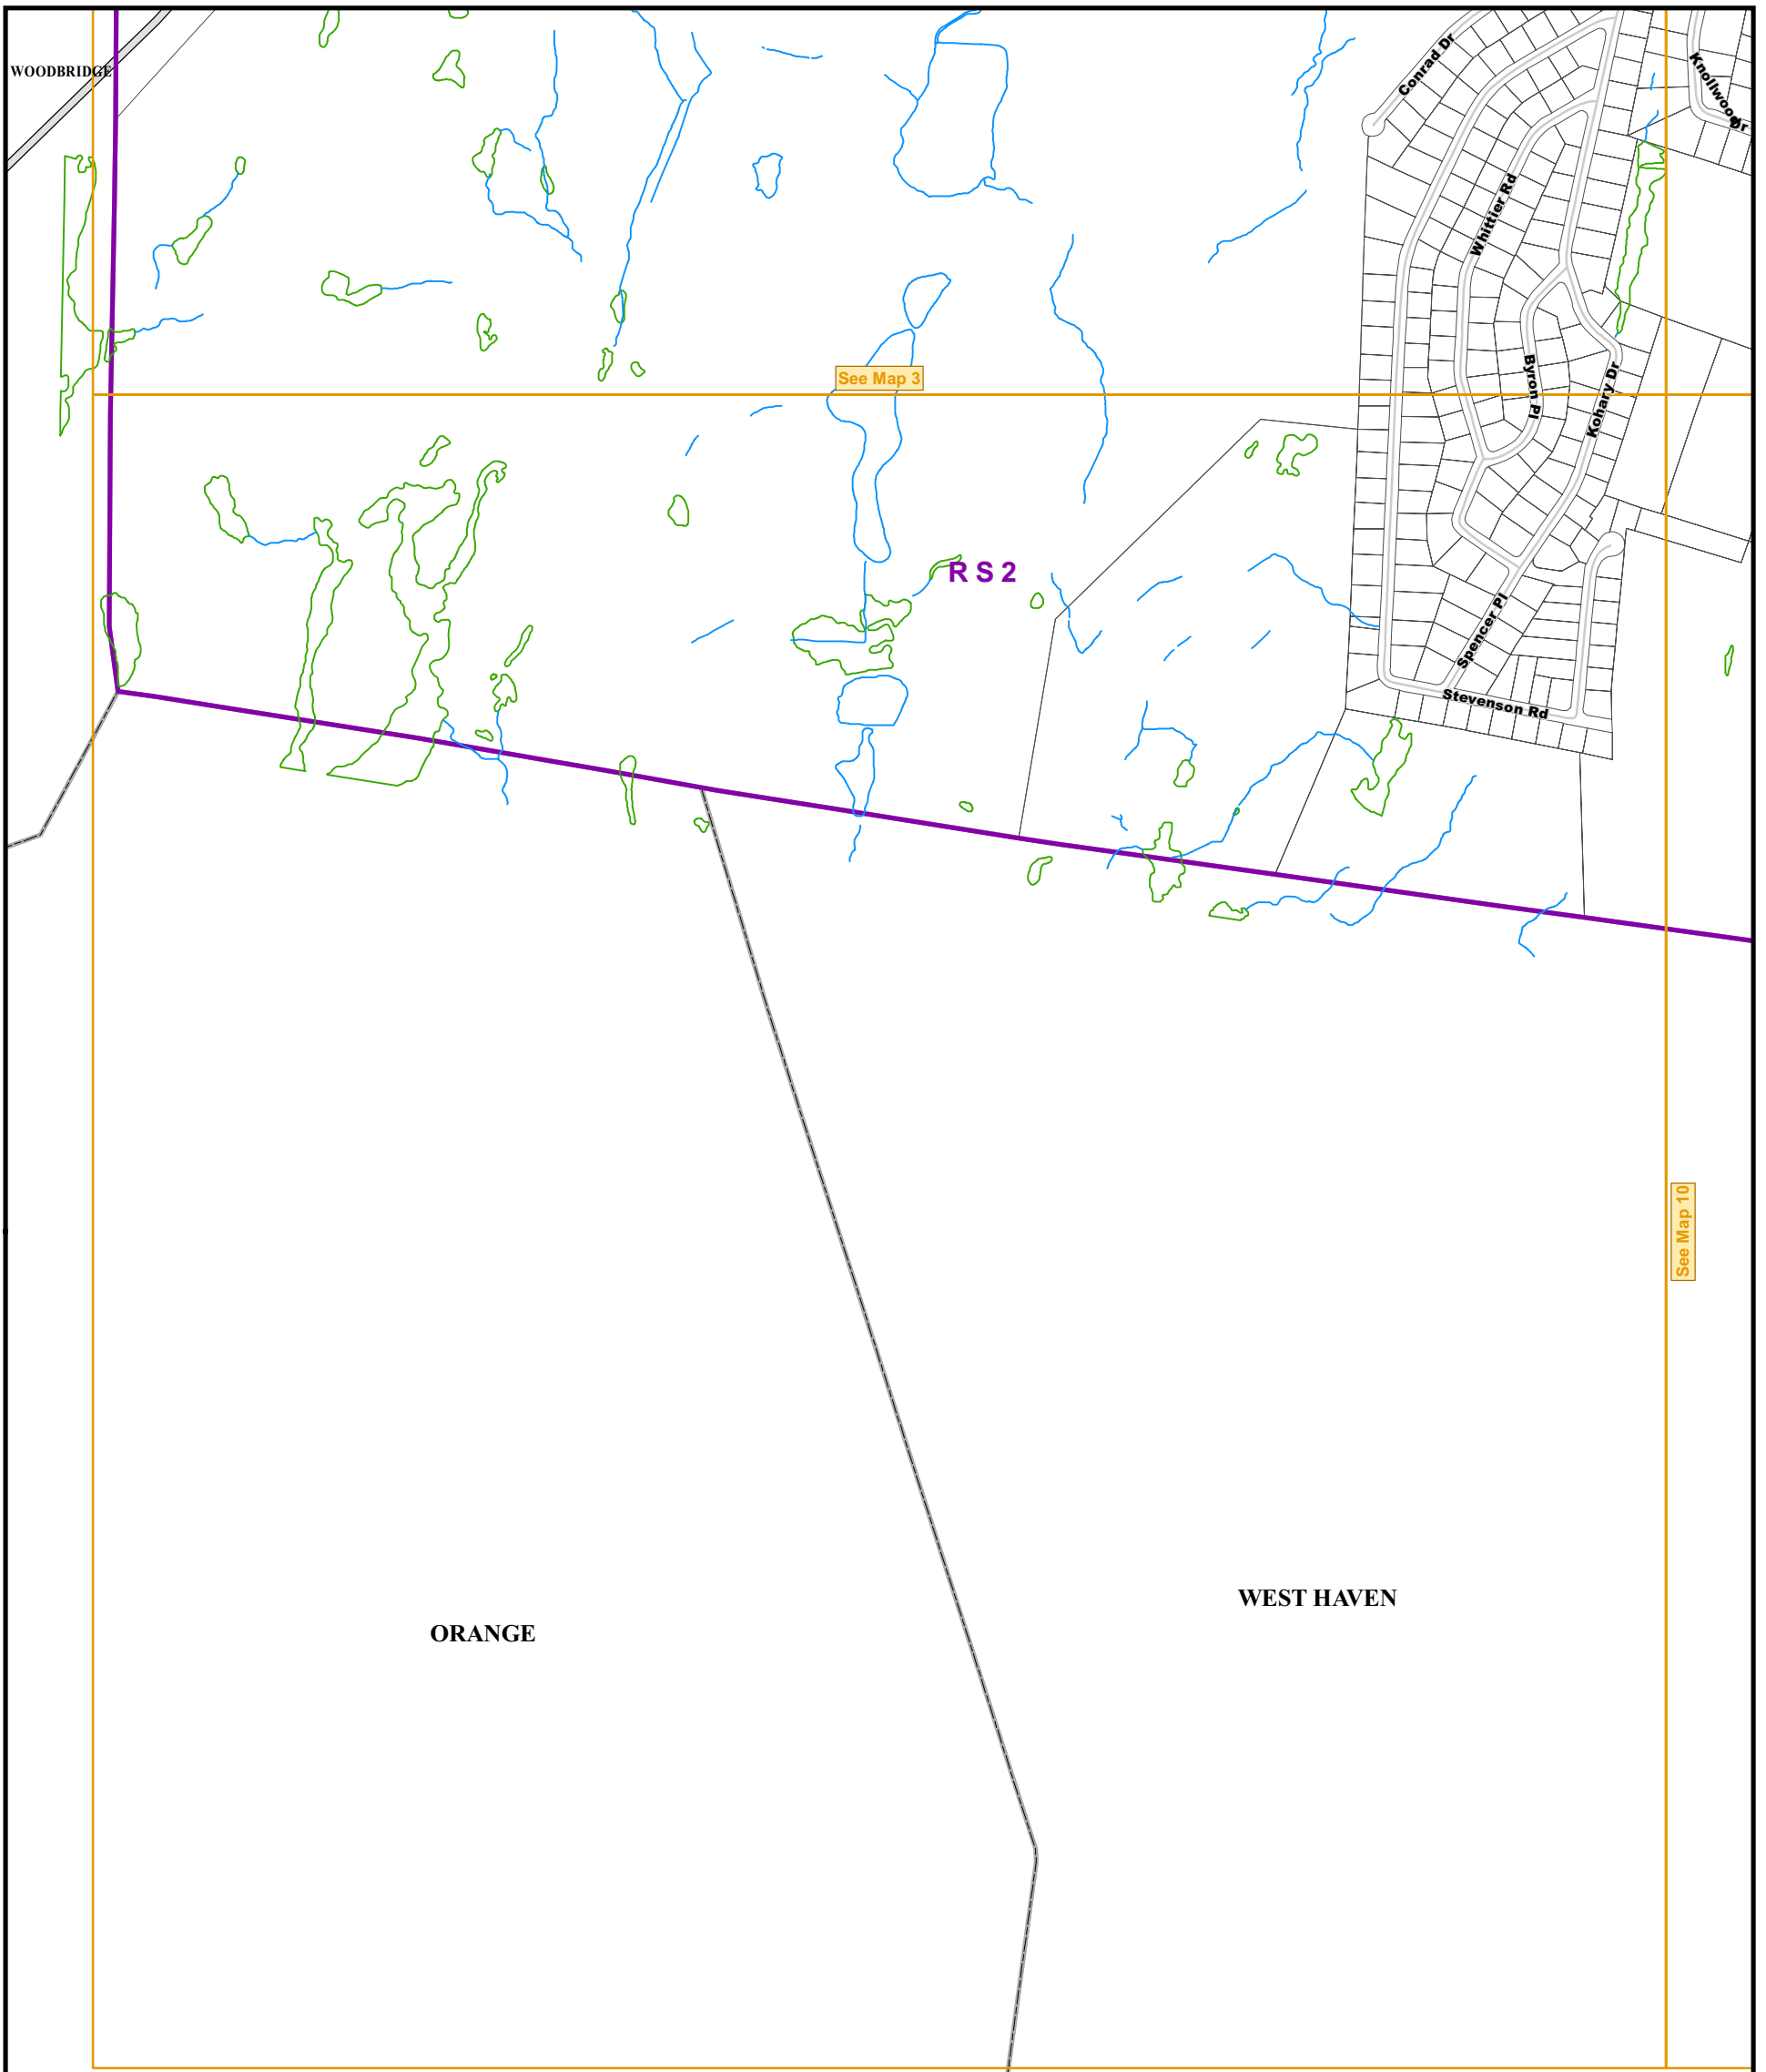 WOODBRIDGE
Conrad Dr
Knollwood Dr
Whittier Rd
Byron Pl
Kohary Dr
See Map 3
R S 2
Spencer Pl
Stevenson Rd
See Map 10
WEST HAVEN
ORANGE